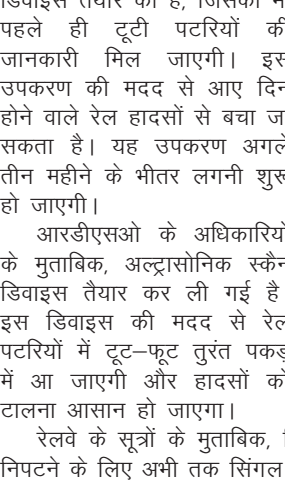 डिवाइस तैयार की है, जिसकी म
पहले ही टूटी पटरियों की
जानकारी मिल जाएगी। इस
उपकरण की मदद से आए दिन
होने वाले रेल हादसों से बचा ज
सकता है। यह उपकरण अगले
तीन महीने के भीतर लगनी शुरू
हो जाएगी।
आरडीएसओ के अधिकारियो
के मुताबिक, अल्ट्रासोनिक स्कैन
डिवाइस तैयार कर ली गई है
इस डिवाइस की मदद से रेल
पटरियों में टूट–फूट तुरंत पकड़
में आ जाएगी और हादसों को
टालना आसान हो जाएगा।
रेलवे के सूत्रों के मुताबिक,
निपटने के लिए अभी तक सिंगल